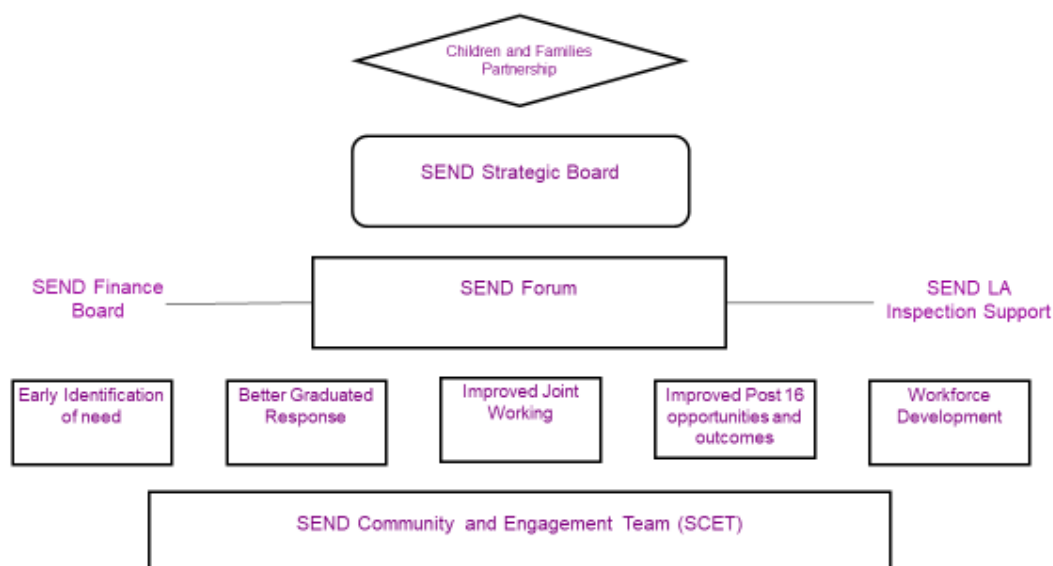 Children and Families
Partnership
SEND Strategic Board
SEND Finance
Board
SEND Forum
SEND LA
Inspection Support
Early Identification
of need
Better Graduated
Response
Improved Joint
Working
Improved Post 16
opportunities and
outcomes
Workforce
Development
SEND Community and Engagement Team (SCET)